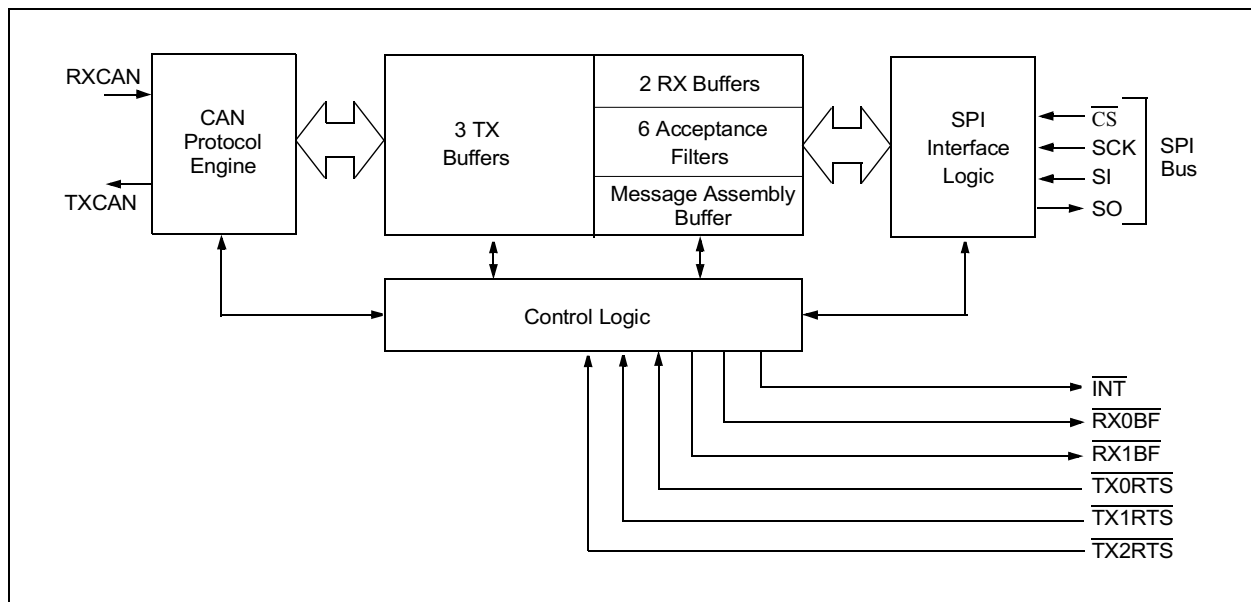 RXCAN
TXCAN
CAN
Protocol
Engine
3 TX
Buffers
2 RX Buffers
6 Acceptance
Filters
Message Assembly
Buffer
SPI
Interface
Logic
CS
SCK
SI
SO
SPI
Bus
Control Logic
INT
RX0BF
RX1BF
TX0RTS
TX1RTS
TX2RTS